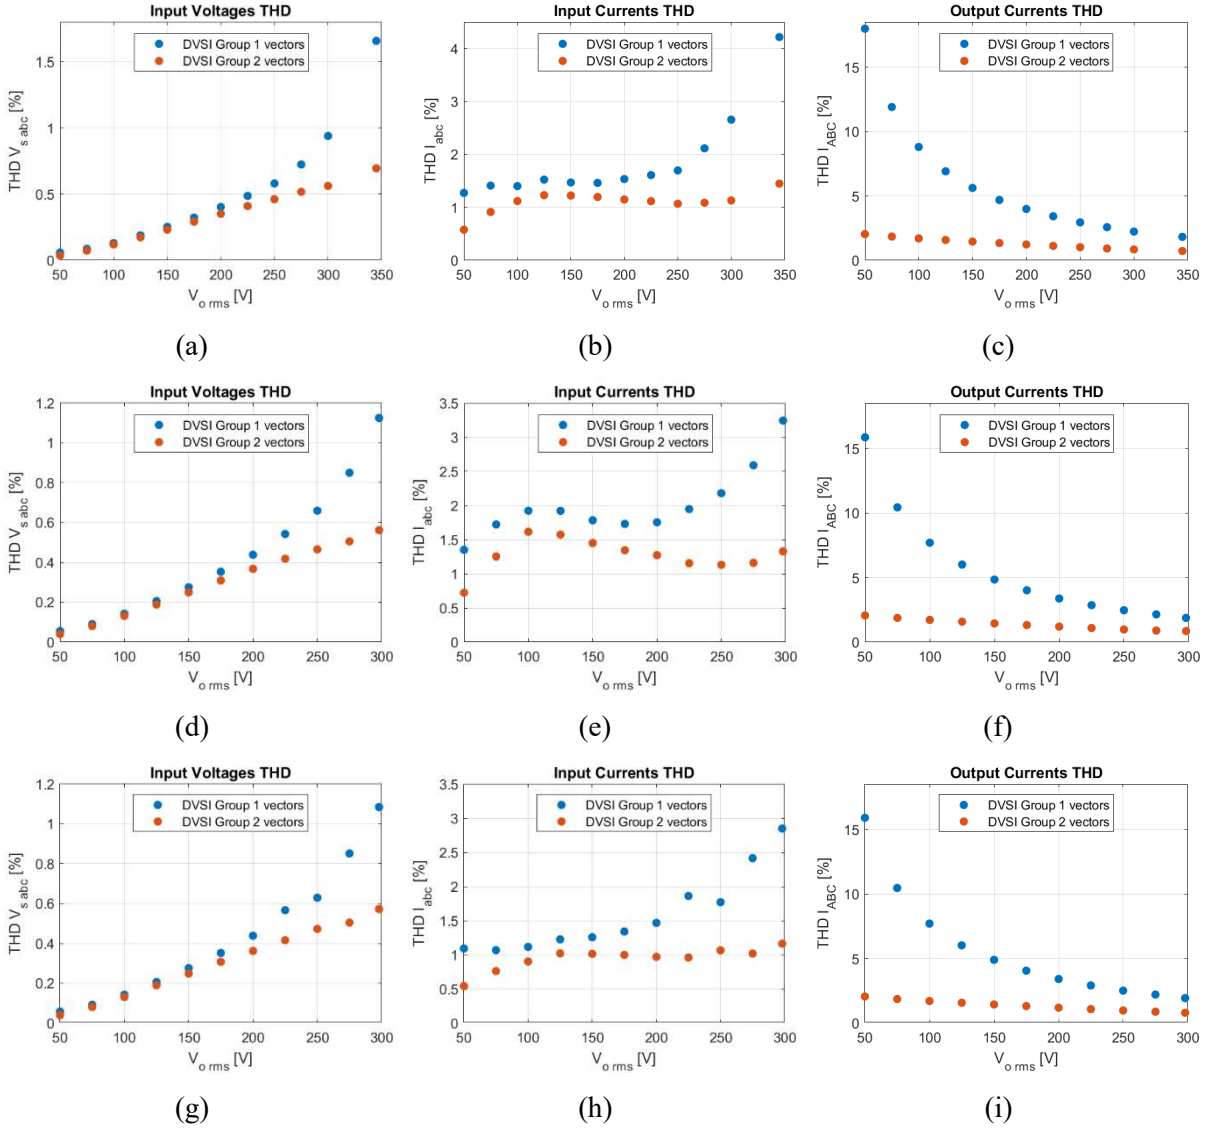 Input Voltages THD
DVSI Group 1 vectors
DVSI Group 2 vectors
THD V_s abc [%]
1.5
1
0.5
0
50 100 150 200 250 300 350
V_o rms [V]
(a)
Input Currents THD
DVSI Group 1 vectors
DVSI Group 2 vectors
THD I_abc [%]
4
3
2
1
0
50 100 150 200 250 300 350
V_o rms [V]
(b)
Output Currents THD
DVSI Group 1 vectors
DVSI Group 2 vectors
THD I_ABC [%]
15
10
5
0
50 100 150 200 250 300 350
V_o rms [V]
(c)
Input Voltages THD
DVSI Group 1 vectors
DVSI Group 2 vectors
THD V_s abc [%]
1.2
1
0.8
0.6
0.4
0.2
0
50 100 150 200 250 300
V_o rms [V]
(d)
Input Currents THD
DVSI Group 1 vectors
DVSI Group 2 vectors
THD I_abc [%]
3.5
3
2.5
2
1.5
1
0.5
0
50 100 150 200 250 300
V_o rms [V]
(e)
Output Currents THD
DVSI Group 1 vectors
DVSI Group 2 vectors
THD I_ABC [%]
15
10
5
0
50 100 150 200 250 300
V_o rms [V]
(f)
Input Voltages THD
DVSI Group 1 vectors
DVSI Group 2 vectors
THD V_s abc [%]
1.2
1
0.8
0.6
0.4
0.2
0
50 100 150 200 250 300
V_o rms [V]
(g)
Input Currents THD
DVSI Group 1 vectors
DVSI Group 2 vectors
THD I_abc [%]
3.5
3
2.5
2
1.5
1
0.5
0
50 100 150 200 250 300
V_o rms [V]
(h)
Output Currents THD
DVSI Group 1 vectors
DVSI Group 2 vectors
THD I_ABC [%]
15
10
5
0
50 100 150 200 250 300
V_o rms [V]
(i)